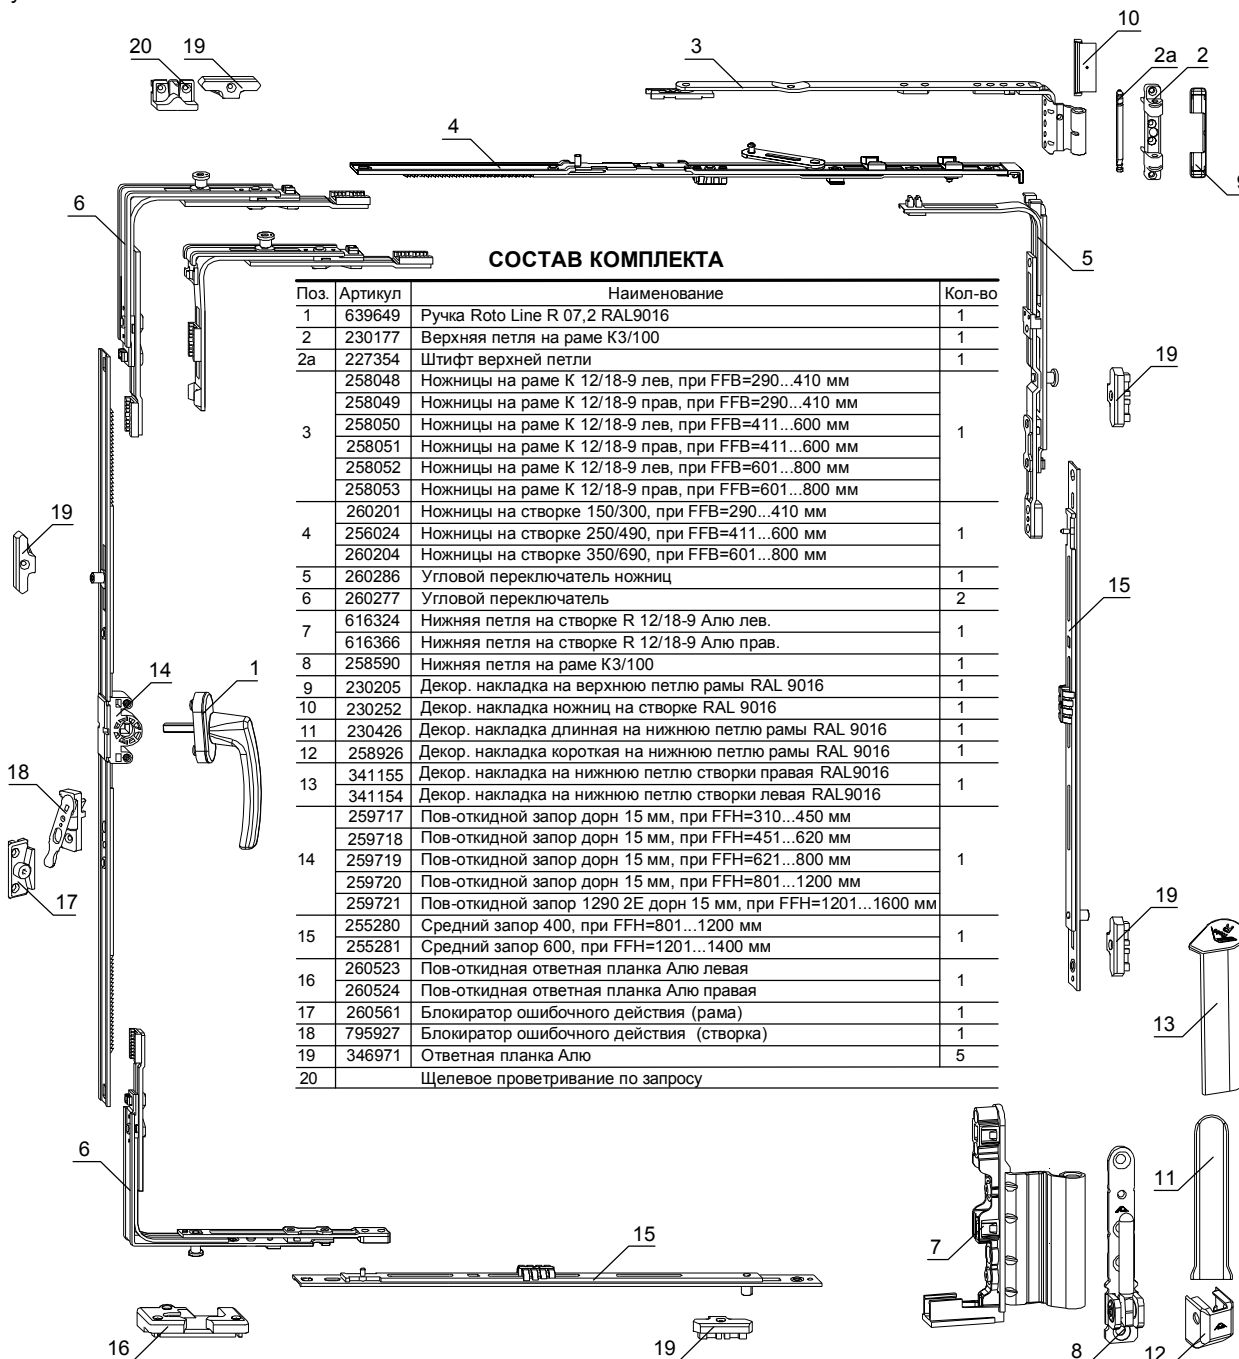 10
3
2a
2
20
19
4
9
6
5
СОСТАВ КОМПЛЕКТА
Поз. Артикул Наименование Кол-во
1 639649 Ручка Roto Line R 07,2 RAL9016 1
2 230177 Верхняя петля на раме К3/100 1
2а 227354 Штифт верхней петли 1
3 258048 Ножницы на раме К 12/18-9 лев, при FFB=290...410 мм 1
258049 Ножницы на раме К 12/18-9 прав, при FFB=290...410 мм
258050 Ножницы на раме К 12/18-9 лев, при FFB=411...600 мм
258051 Ножницы на раме К 12/18-9 прав, при FFB=411...600 мм
258052 Ножницы на раме К 12/18-9 лев, при FFB=601...800 мм
258053 Ножницы на раме К 12/18-9 прав, при FFB=601...800 мм
4 260201 Ножницы на створке 150/300, при FFB=290...410 мм 1
256024 Ножницы на створке 250/490, при FFB=411...600 мм
260204 Ножницы на створке 350/690, при FFB=601...800 мм
5 260286 Угловой переключатель ножниц 1
6 260277 Угловой переключатель 2
7 616324 Нижняя петля на створке R 12/18-9 Алю лев. 1
616366 Нижняя петля на створке R 12/18-9 Алю прав.
8 258590 Нижняя петля на раме К3/100 1
9 230205 Декор. накладка на верхнюю петлю рамы RAL 9016 1
10 230252 Декор. накладка ножниц на створке RAL 9016 1
11 230426 Декор. накладка длинная на нижнюю петлю рамы RAL 9016 1
12 258926 Декор. накладка короткая на нижнюю петлю рамы RAL 9016 1
13 341155 Декор. накладка на нижнюю петлю створки правая RAL9016 1
341154 Декор. накладка на нижнюю петлю створки левая RAL9016
14 259717 Пов-откидной запор дорн 15 мм, при FFH=310...450 мм 1
259718 Пов-откидной запор дорн 15 мм, при FFH=451...620 мм
259719 Пов-откидной запор дорн 15 мм, при FFH=621...800 мм
259720 Пов-откидной запор дорн 15 мм, при FFH=801...1200 мм
259721 Пов-откидной запор 1290 2Е дорн 15 мм, при FFH=1201...1600 мм
15 255280 Средний запор 400, при FFH=801...1200 мм 1
255281 Средний запор 600, при FFH=1201...1400 мм
16 260523 Пов-откидная ответная планка Алю левая 1
260524 Пов-откидная ответная планка Алю правая
17 260561 Блокиратор ошибочного действия (рама) 1
18 795927 Блокиратор ошибочного действия (створка) 1
19 346971 Ответная планка Алю 5
20 Щелевое проветривание по запросу
19
19
15
14
1
18
17
19
13
6
11
7
15
16
19
8
12